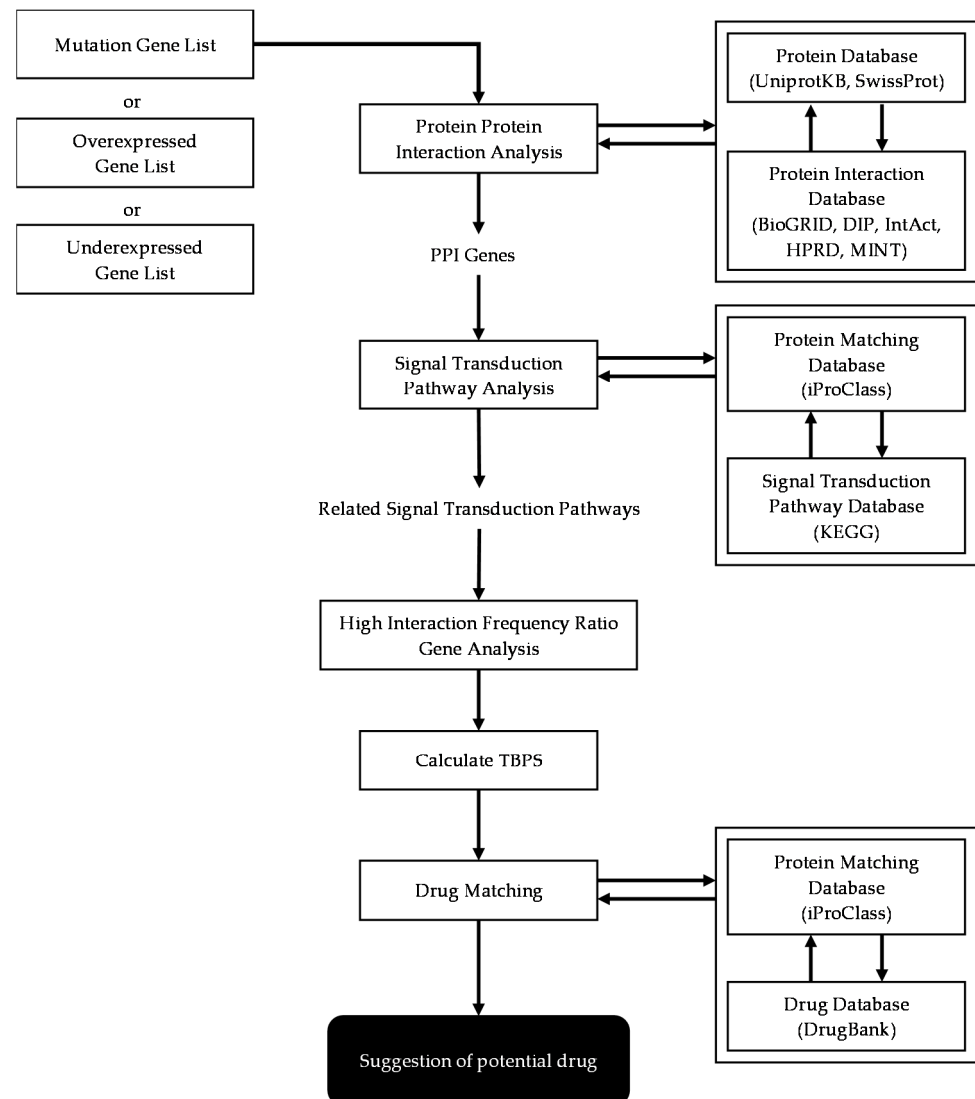 Mutation Gene List
or
Overexpressed
Gene List
or
Underexpressed
Gene List
Protein Protein
Interaction Analysis
PPI Genes
Signal Transduction
Pathway Analysis
Related Signal Transduction Pathways
High Interaction Frequency Ratio
Gene Analysis
Calculate TBPS
Drug Matching
Suggestion of potential drug
Protein Database
(UniprotKB, SwissProt)
Protein Interaction
Database
(BioGRID, DIP, IntAct,
HPRD, MINT)
Protein Matching
Database
(iProClass)
Signal Transduction
Pathway Database
(KEGG)
Protein Matching
Database
(iProClass)
Drug Database
(DrugBank)